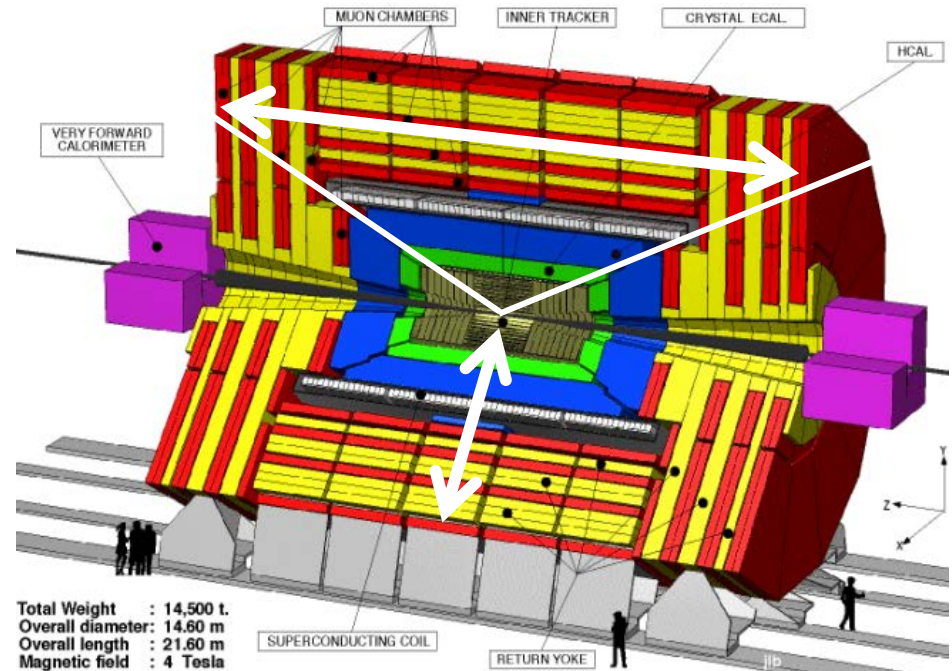 MUON CHAMBERS
INNER TRACKER
CRYSTAL ECAL
HCAL
VERY FORWARD
CALORIMETER
Y
Z
X
Total Weight : 14,500 t.
Overall diameter: 14.60 m
Overall length : 21.60 m
Magnetic field : 4 Tesla
SUPERCONDUCTING COIL
RETURN YOKE
jlb